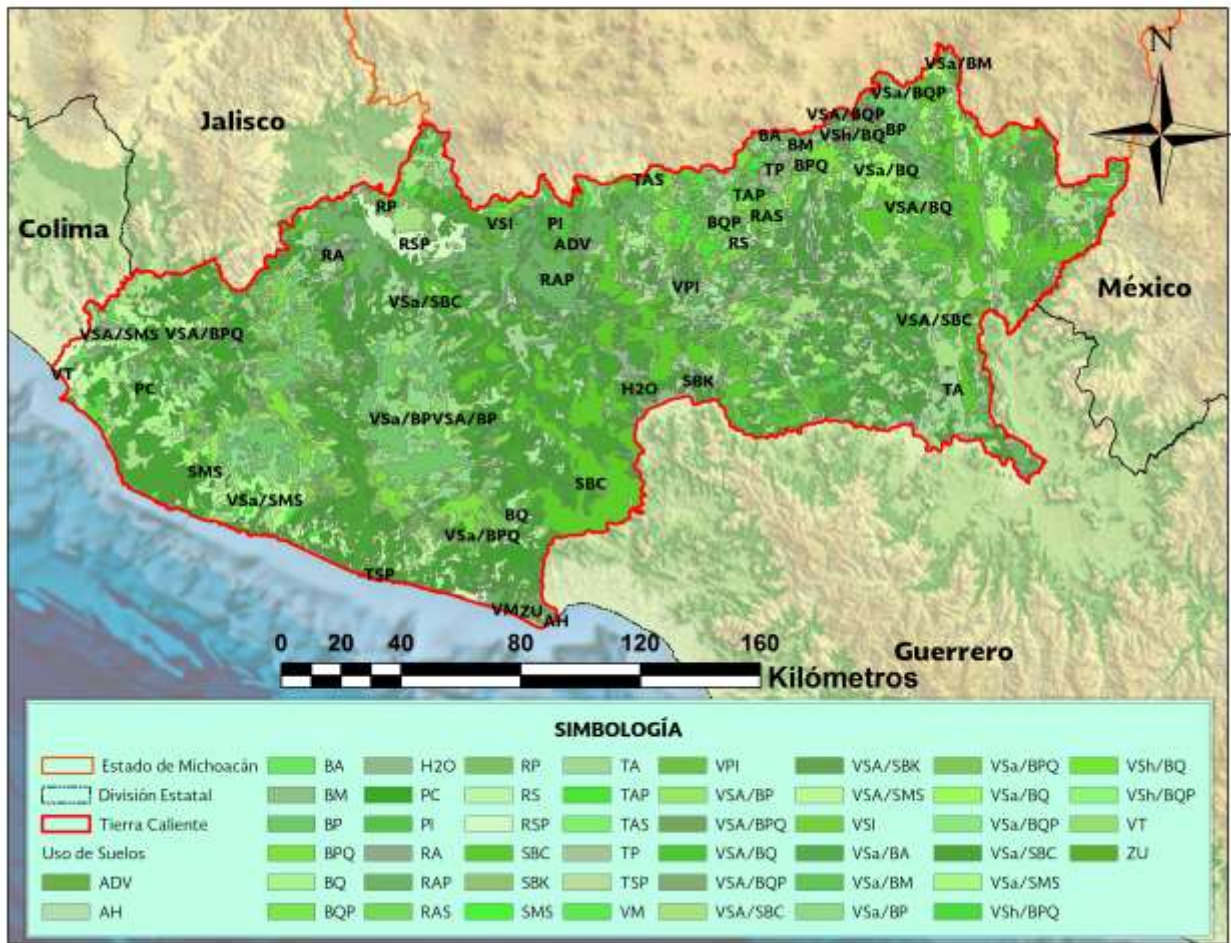 N
VSa/BM
VSa/BQP
VSA/BQP
Jalisco
BA
VSh/BQ BP
BM
TP BPQ
VSa/BQ
TAS
TAP
VSA/BQ
RP
BQP RAS
Colima
VSI PI
RSP
ADV
RS
RA
RAP
VPI
México
VSa/SBC
VSA/SBC
VSA/SMS VSA/BPQ
VT
PC
H2O SBK
TA
VSa/BPVSA/BP
SMS
SBC
VSa/SMS
BQ
VSa/BPQ
TSP
VMZU
AH
0 20 40 80 120 160
Kilómetros
Guerrero
SIMBOLOGÍA
Estado de Michoacán BA H2O RP TA VPI VSA/SBK VSa/BPQ VSh/BQ
División Estatal BM PC RS TAP VSA/BP VSA/SMS VSa/BQ VSh/BQP
Tierra Caliente BP PI RSP TAS VSA/BPQ VSI VSa/BQP VT
Uso de Suelos BPQ RA SBC TP VSA/BQ VSa/BA VSa/SBC ZU
ADV BQ RAP SBK TSP VSA/BQP VSa/BM VSa/SMS
AH BQP RAS SMS VM VSA/SBC VSa/BP VSh/BPQ